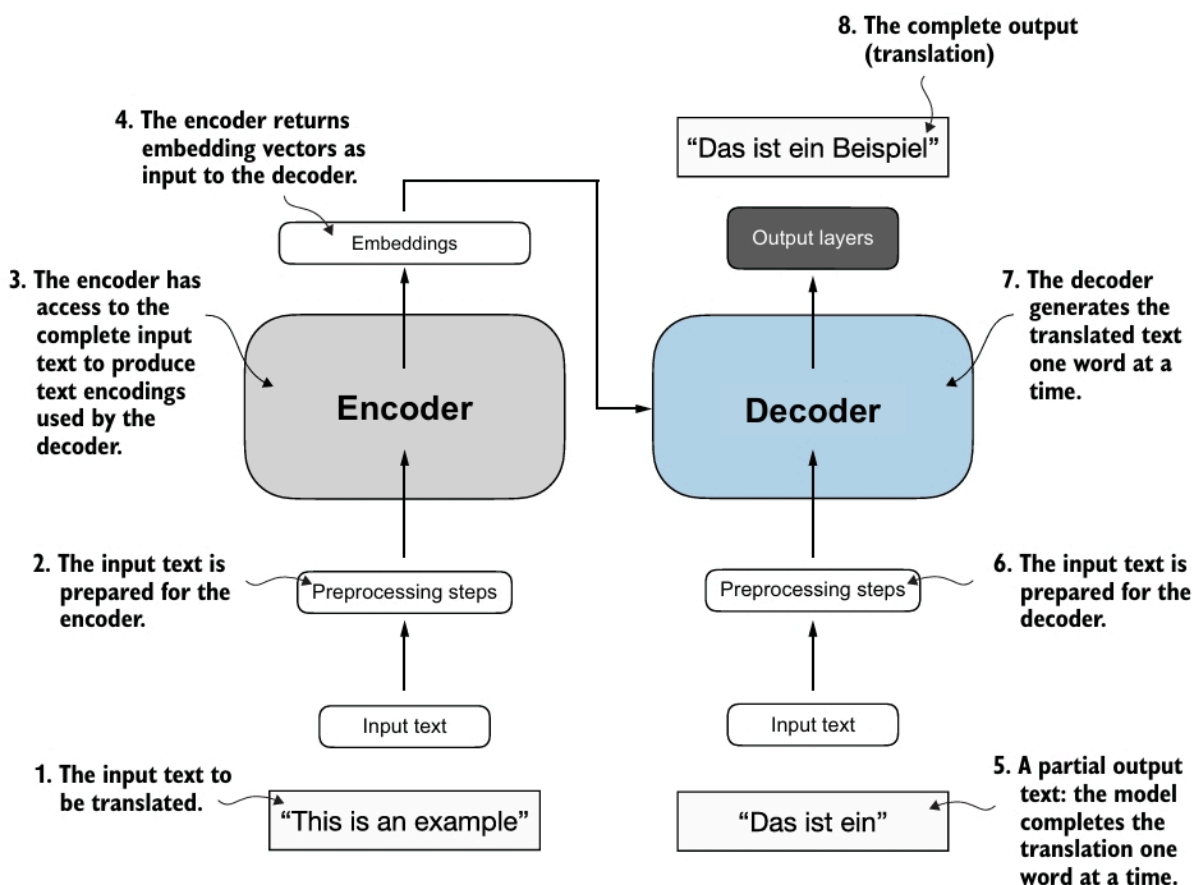 8. The complete output
(translation)
4. The encoder returns
embedding vectors as
input to the decoder.
“Das ist ein Beispiel”
Embeddings
Output layers
3. The encoder has
access to the
complete input
text to produce
text encodings
used by the
decoder.
7. The decoder
generates the
translated text
one word at a
time.
Encoder
Decoder
2. The input text is
prepared for the
encoder.
Preprocessing steps
Preprocessing steps
6. The input text is
prepared for the
decoder.
Input text
Input text
1. The input text to
be translated.
“This is an example”
“Das ist ein”
5. A partial output
text: the model
completes the
translation one
word at a time.